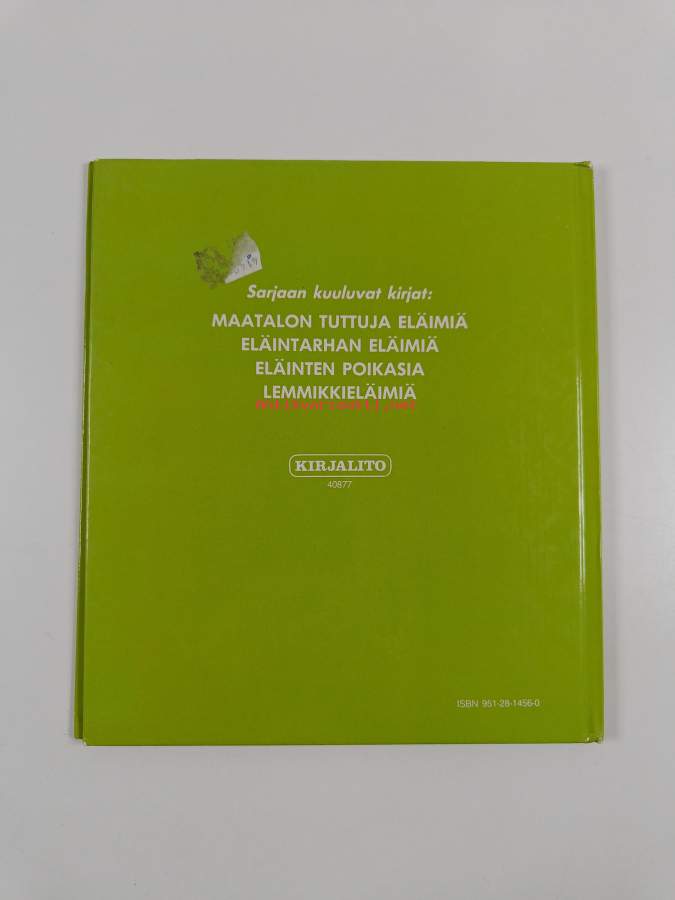 Sarjaan kuuluvat kirjat:
MAATALON TUTTUJA ELÄIMIÄ
ELÄINTARHAN ELÄIMIÄ
ELÄINTEN POIKASIA
LEMMIKKIELÄIMIÄ
KIRJALITO
40877
ISBN 951-28-1456-0